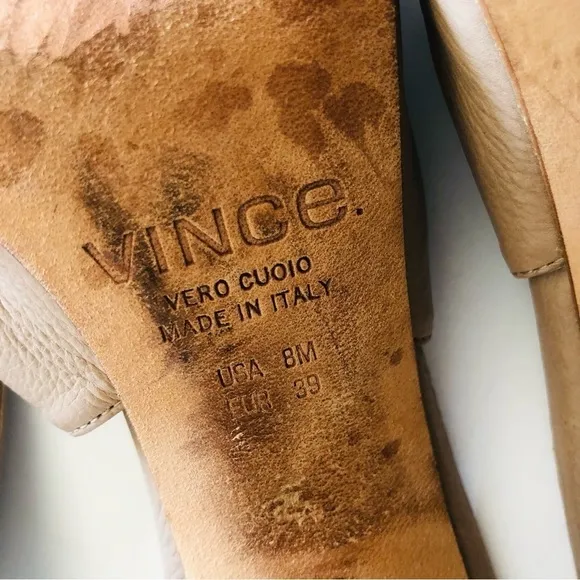 VINCe.
VERO CUOIO
MADE IN ITALY
USA 8M
EUR 39